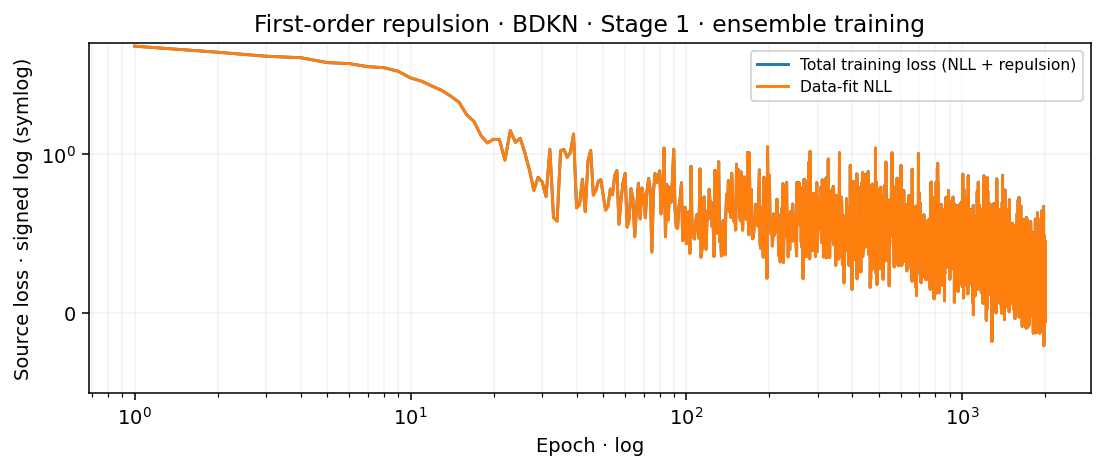 First-order repulsion · BDKN · Stage 1 · ensemble training
Source loss · signed log (symlog)
10⁰
0
Total training loss (NLL + repulsion)
Data-fit NLL
10⁰ 10¹ 10² 10³
Epoch · log